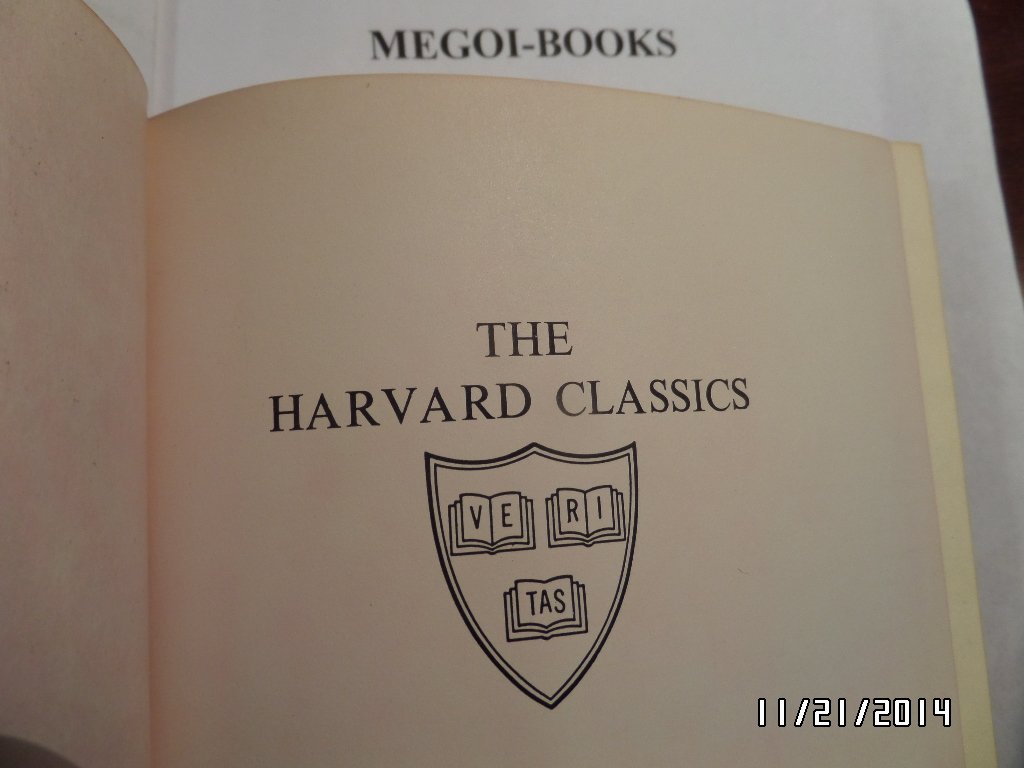 MEGOI-BOOKS
THE
HARVARD CLASSICS
VE RI
TAS
11/21/2014